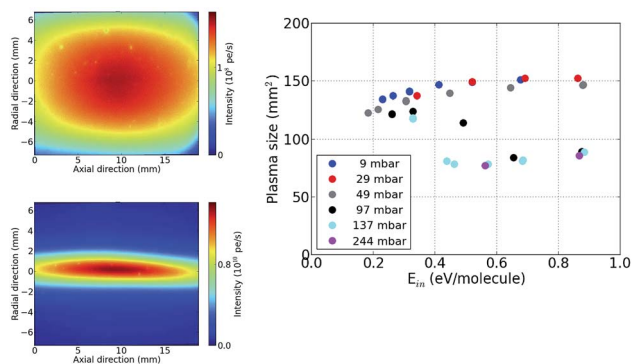 6
4
2
0
−2
−4
−6
Radial direction (mm)
0
5
10
15
Axial direction (mm)
1
0
Intensity (10⁸ pe/s)
6
4
2
0
−2
−4
−6
Radial direction (mm)
0
5
10
15
Axial direction (mm)
0.8
0.0
Intensity (10¹⁰ pe/s)
200
150
100
50
0
Plasma size (mm²)
9 mbar
29 mbar
49 mbar
97 mbar
137 mbar
244 mbar
0.0
0.2
0.4
0.6
0.8
1.0
E_in (eV/molecule)